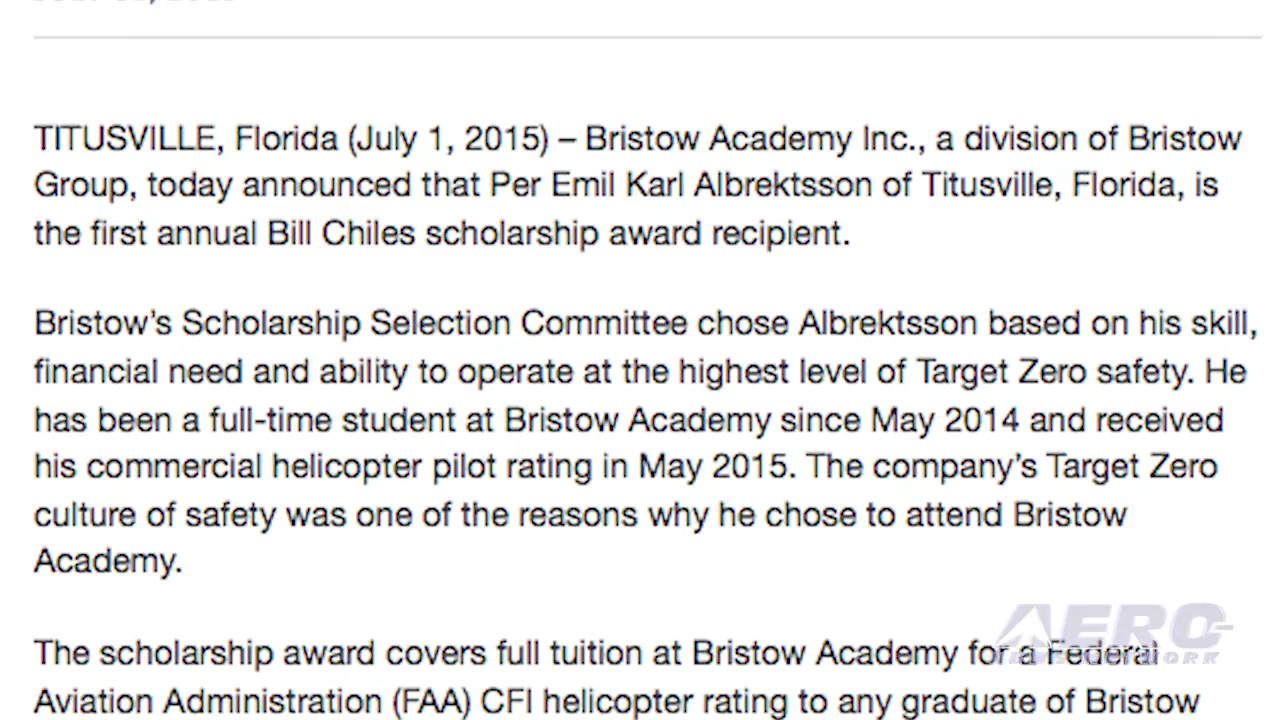 TITUSVILLE, Florida (July 1, 2015) – Bristow Academy Inc., a division of Bristow
Group, today announced that Per Emil Karl Albrektsson of Titusville, Florida, is
the first annual Bill Chiles scholarship award recipient.
Bristow’s Scholarship Selection Committee chose Albrektsson based on his skill,
financial need and ability to operate at the highest level of Target Zero safety. He
has been a full-time student at Bristow Academy since May 2014 and received
his commercial helicopter pilot rating in May 2015. The company’s Target Zero
culture of safety was one of the reasons why he chose to attend Bristow
Academy.
The scholarship award covers full tuition at Bristow Academy for a Federal
Aviation Administration (FAA) CFI helicopter rating to any graduate of Bristow
AERO
NEWS NETWORK